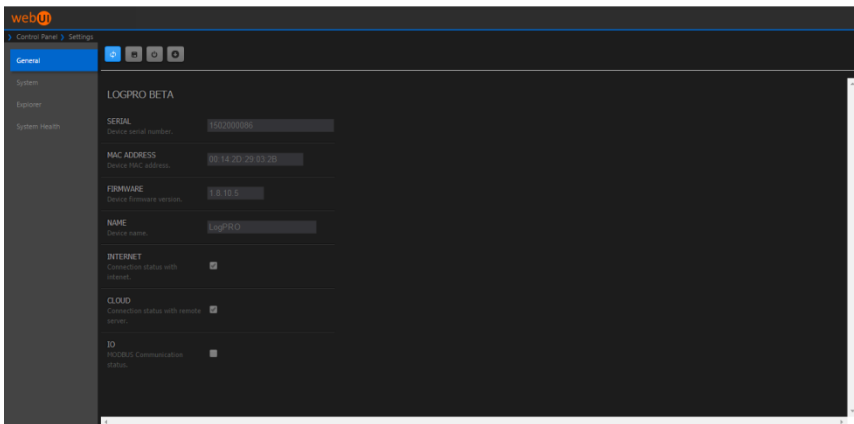 webUI
Control Panel Settings
General
System
Explorer
System Health
LOGPRO BETA
SERIAL
Device serial number.
1502000086
MAC ADDRESS
Device MAC address.
00:14:2D:29:03:2B
FIRMWARE
Device firmware version.
1.8.10.5
NAME
Device name.
LogPRO
INTERNET
Connection status with
internet.
CLOUD
Connection status with remote
server.
IO
MODBUS Communication
status.